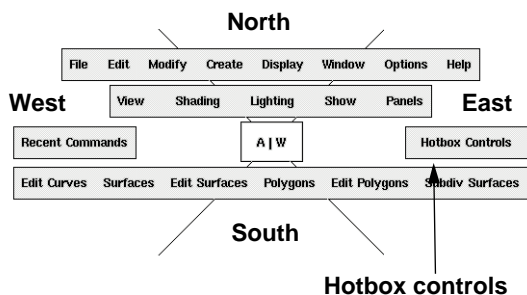 North
File Edit Modify Create Display Window Options Help
View Shading Lighting Show Panels
West East
Recent Commands A | W Hotbox Controls
Edit Curves Surfaces Edit Surfaces Polygons Edit Polygons Subdiv Surfaces
South
Hotbox controls